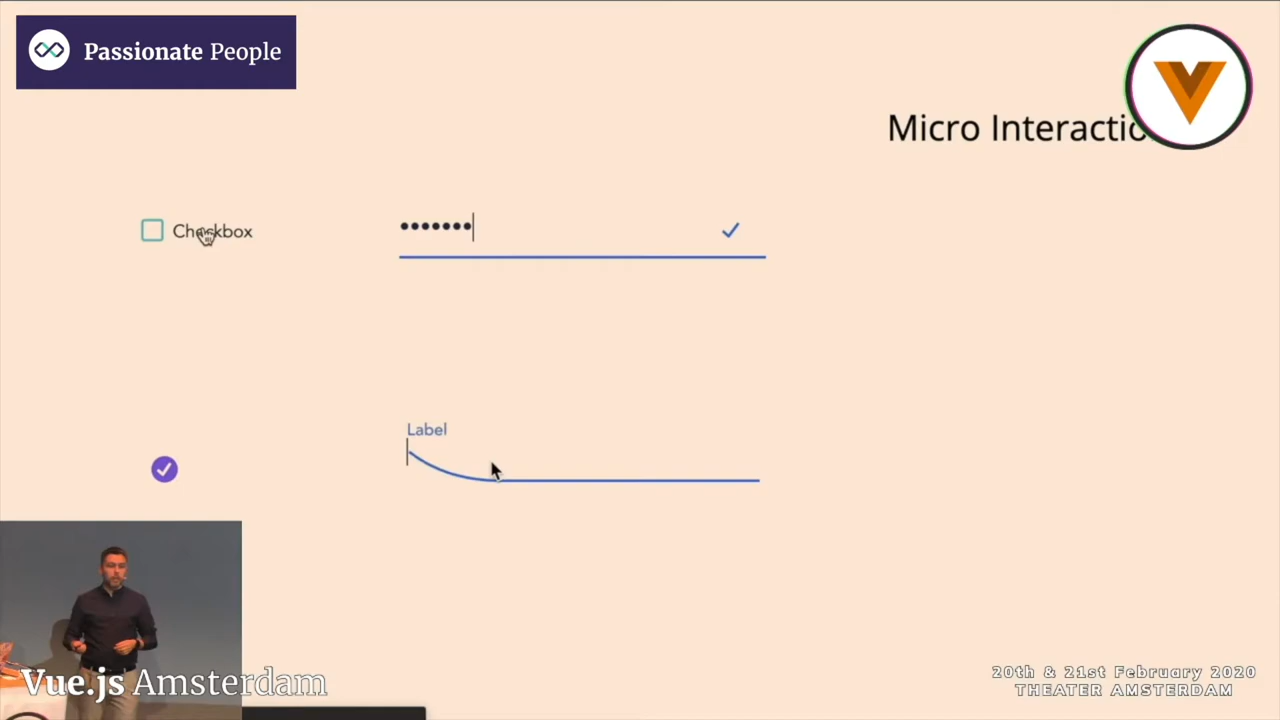 Passionate People
Micro Interactio
Checkbox
•••••••
Label
Vue.js Amsterdam
20th & 21st February 2020
THEATER AMSTERDAM